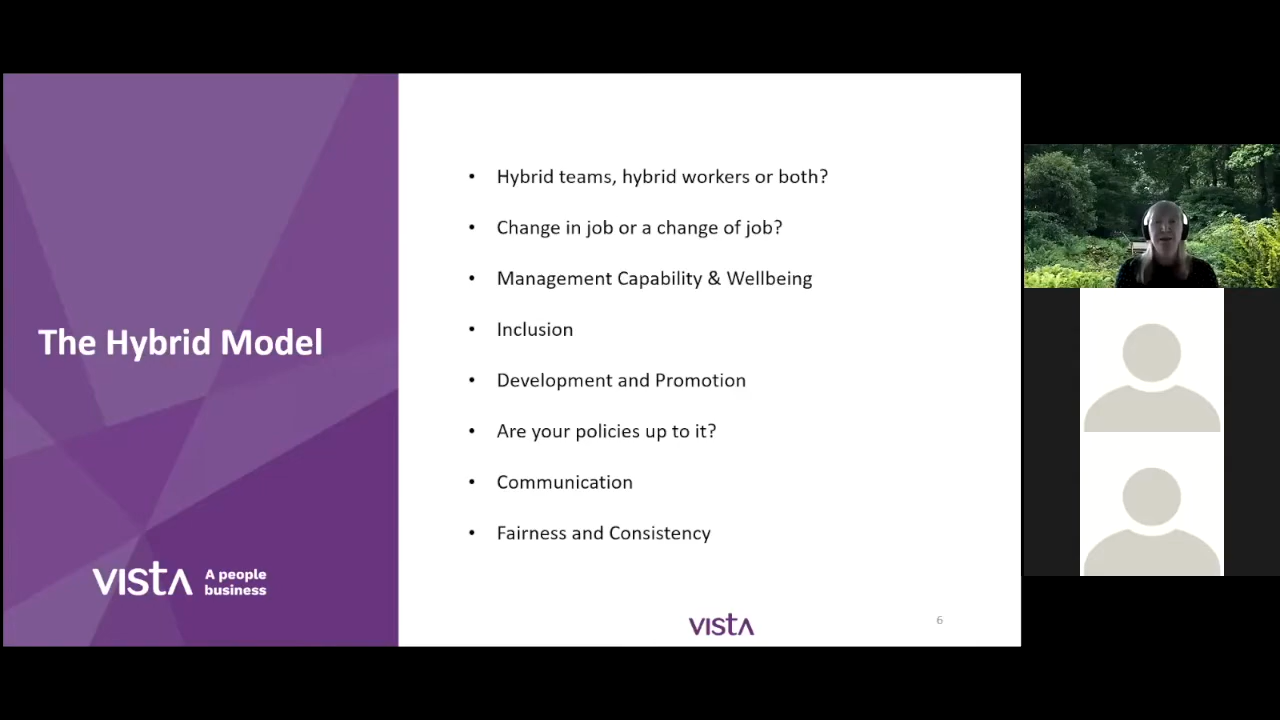 The Hybrid Model
• Hybrid teams, hybrid workers or both?
• Change in job or a change of job?
• Management Capability & Wellbeing
• Inclusion
• Development and Promotion
• Are your policies up to it?
• Communication
• Fairness and Consistency
vista
A people
business
vista
6